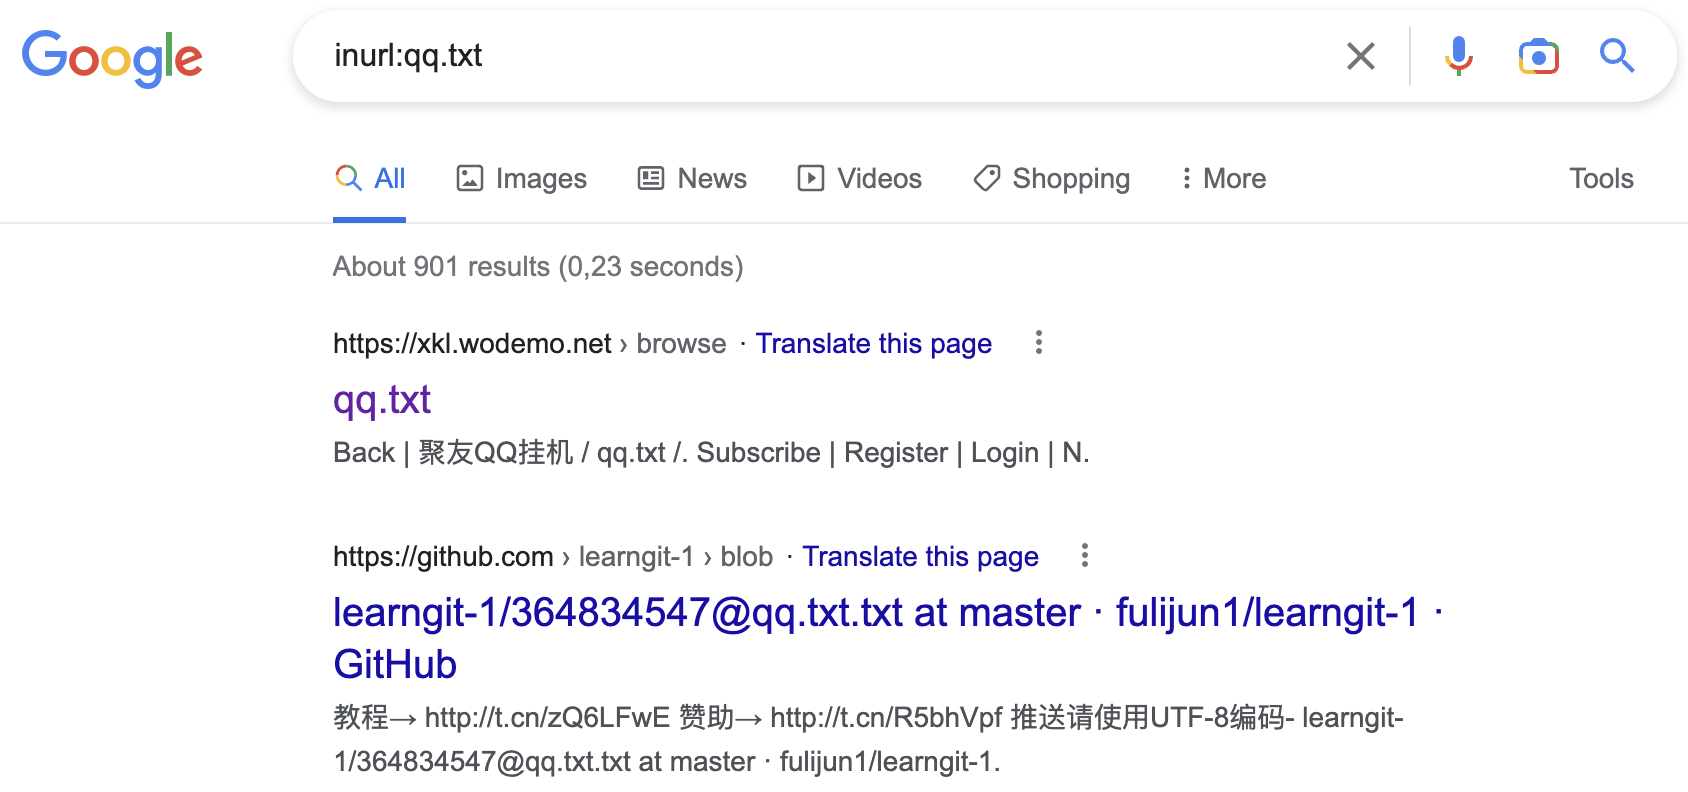 Google
inurl:qq.txt
All Images News Videos Shopping More Tools
About 901 results (0,23 seconds)
https://xkl.wodemo.net › browse · Translate this page
qq.txt
Back | 聚友QQ挂机 / qq.txt /. Subscribe | Register | Login | N.
https://github.com › learngit-1 › blob · Translate this page
learngit-1/364834547@qq.txt.txt at master · fulijun1/learngit-1 ·
GitHub
教程→ http://t.cn/zQ6LFwE 赞助→ http://t.cn/R5bhVpf 推送请使用UTF-8编码- learngit-
1/364834547@qq.txt.txt at master · fulijun1/learngit-1.